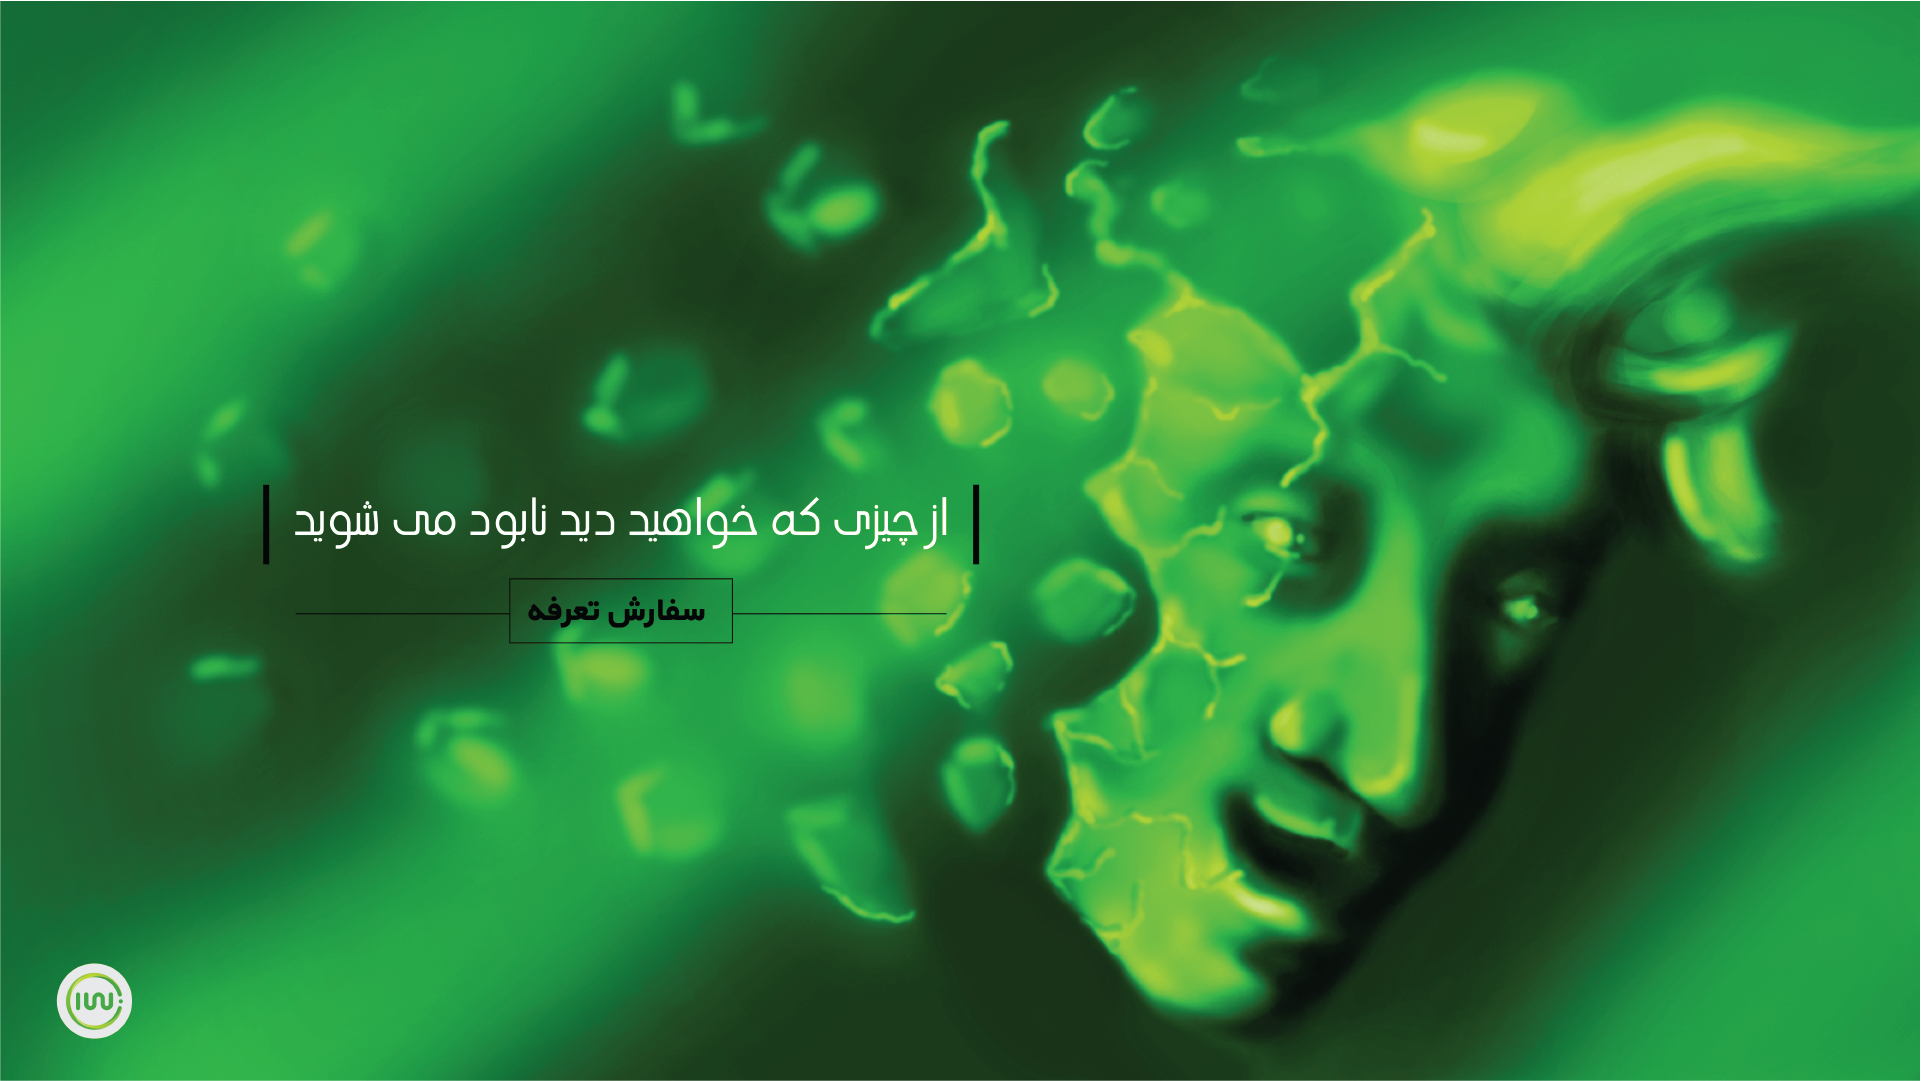 از چیزی که خواهید دید نابود می شوید
سفارش تعرفه